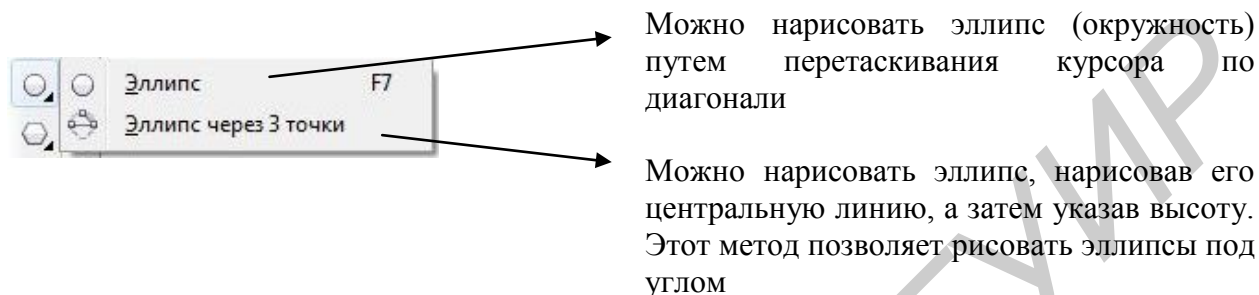 Эллипс F7
Эллипс через 3 точки
Можно нарисовать эллипс (окружность)
путем перетаскивания курсора по
диагонали
Можно нарисовать эллипс, нарисовав его
центральную линию, а затем указав высоту.
Этот метод позволяет рисовать эллипсы под
углом
ГУИР